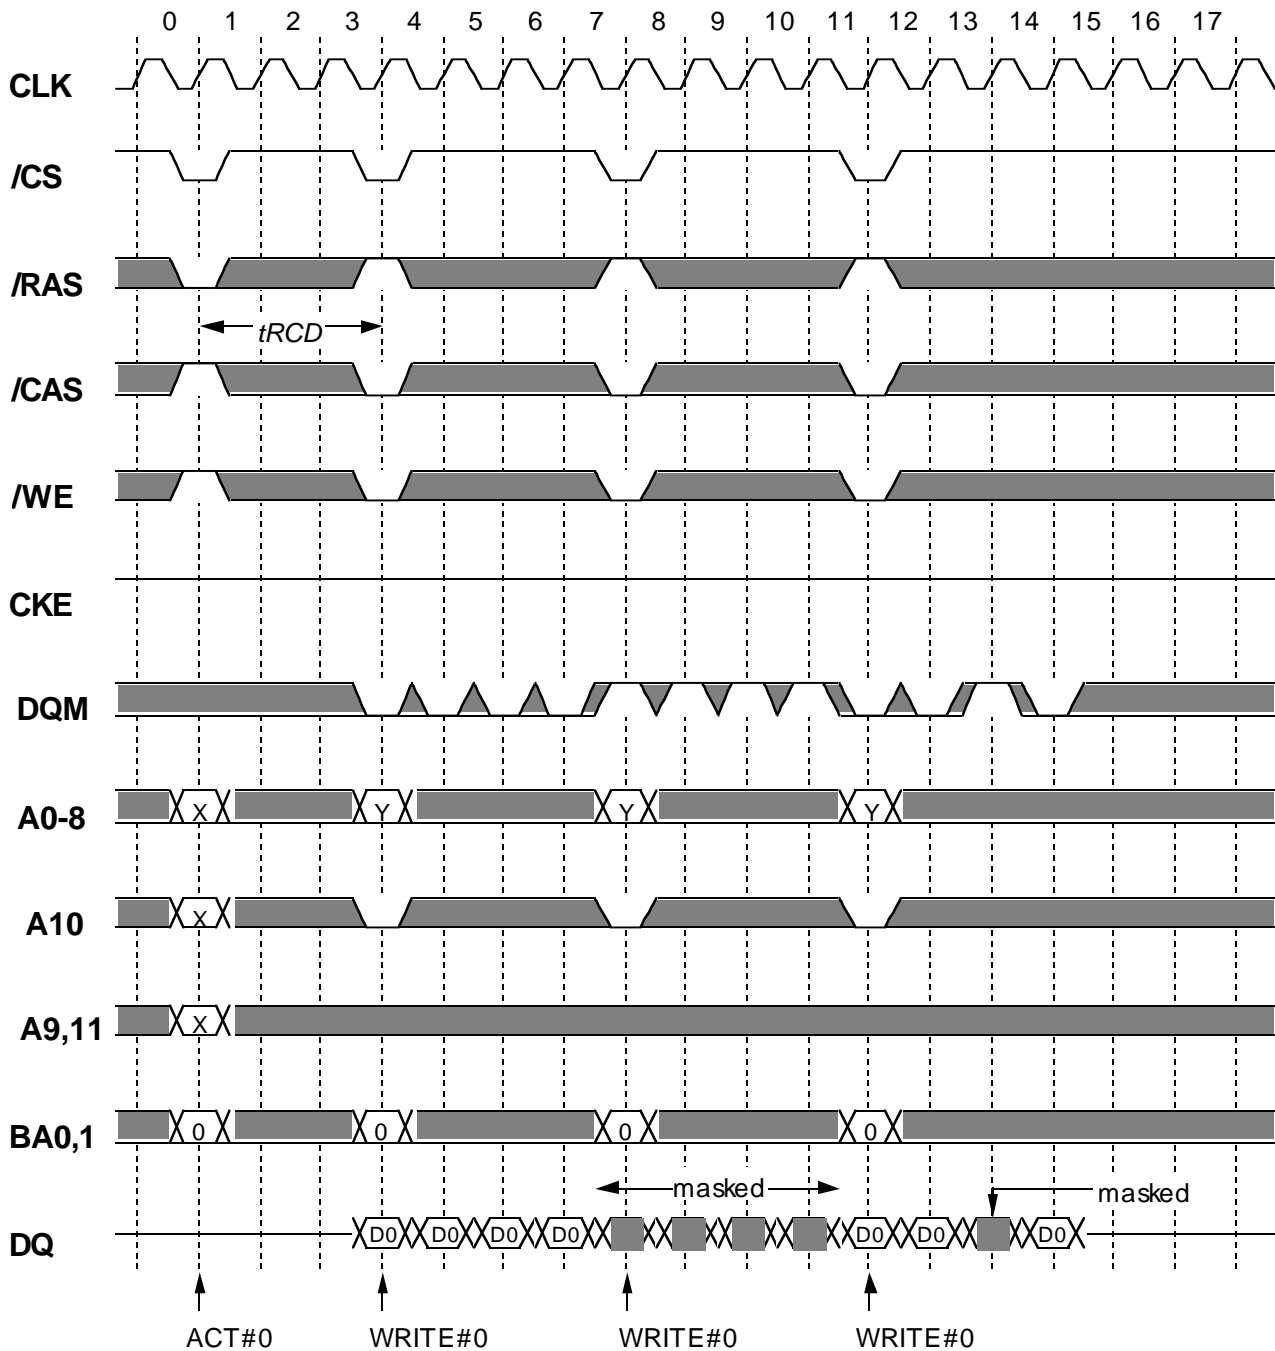 0 1 2 3 4 5 6 7 8 9 10 11 12 13 14 15 16 17
CLK
/CS
/RAS
tRCD
/CAS
/WE
CKE
DQM
A0-8 X Y Y Y
A10 X
A9,11 X
BA0,1 0 0 0 0
masked masked
DQ D0 D0 D0 D0 D0 D0 D0
ACT#0 WRITE#0 WRITE#0 WRITE#0